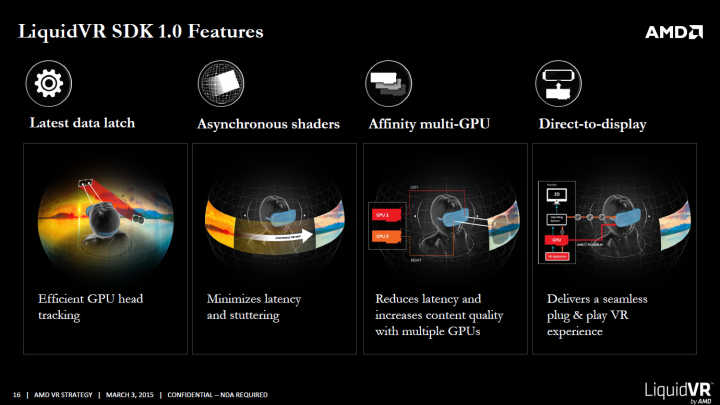 LiquidVR SDK 1.0 Features
AMD
Latest data latch
Asynchronous shaders
Affinity multi-GPU
Direct-to-display
LEFT
GPU 1
GPU 2
RIGHT
GPU
Efficient GPU head
tracking
Minimizes latency
and stuttering
Reduces latency and
increases content quality
with multiple GPUs
Delivers a seamless
plug & play VR
experience
16 | AMD VR STRATEGY | MARCH 3, 2015 | CONFIDENTIAL – NDA REQUIRED
LiquidVR™
by AMD